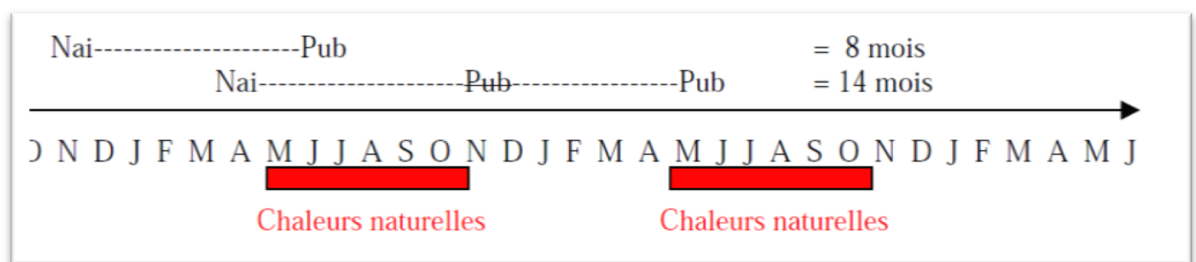 Nai---------------------Pub = 8 mois
Nai---------------------Pub-----------------Pub = 14 mois
O N D J F M A M J J A S O N D J F M A M J J A S O N D J F M A M J
Chaleurs naturelles Chaleurs naturelles